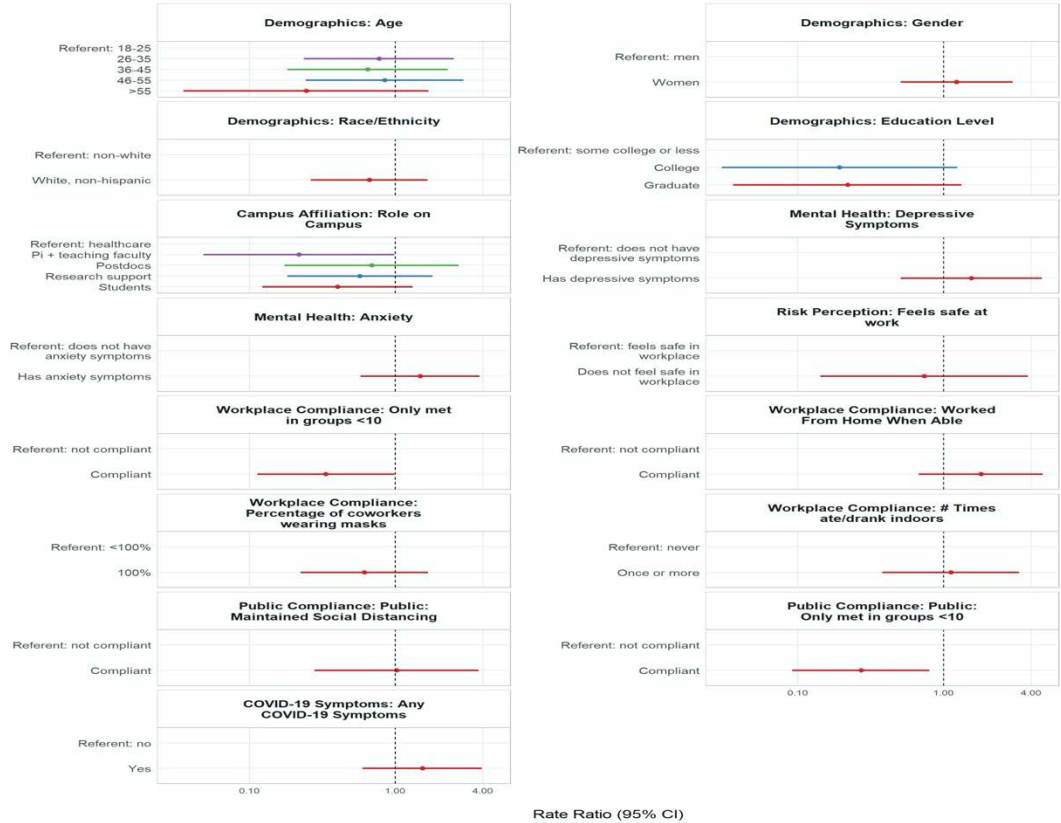 Demographics: Age
Referent: 18-25
26-35
36-45
46-55
>55
Demographics: Gender
Referent: men
Women
Demographics: Race/Ethnicity
Referent: non-white
White, non-hispanic
Demographics: Education Level
Referent: some college or less
College
Graduate
Campus Affiliation: Role on
Campus
Referent: healthcare
Pi + teaching faculty
Postdocs
Research support
Students
Mental Health: Depressive
Symptoms
Referent: does not have
depressive symptoms
Has depressive symptoms
Mental Health: Anxiety
Referent: does not have
anxiety symptoms
Has anxiety symptoms
Risk Perception: Feels safe at
work
Referent: feels safe in
workplace
Does not feel safe in
workplace
Workplace Compliance: Only met
in groups <10
Referent: not compliant
Compliant
Workplace Compliance: Worked
From Home When Able
Referent: not compliant
Compliant
Workplace Compliance:
Percentage of coworkers
wearing masks
Referent: <100%
100%
Workplace Compliance: # Times
ate/drank indoors
Referent: never
Once or more
Public Compliance: Public:
Maintained Social Distancing
Referent: not compliant
Compliant
Public Compliance: Public:
Only met in groups <10
Referent: not compliant
Compliant
0.10 1.00 4.00
COVID-19 Symptoms: Any
COVID-19 Symptoms
Referent: no
Yes
0.10 1.00 4.00
Rate Ratio (95% CI)